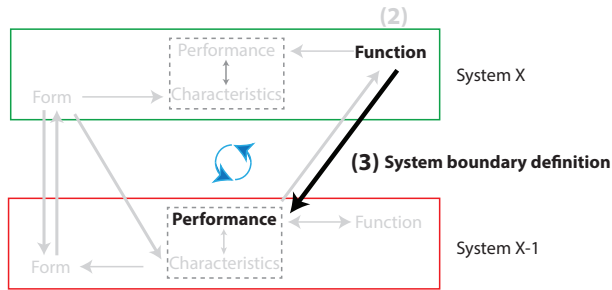 (2)
Performance
Function
System X
Form
Characteristics
(3) System boundary definition
Performance
Function
System X-1
Form
Characteristics